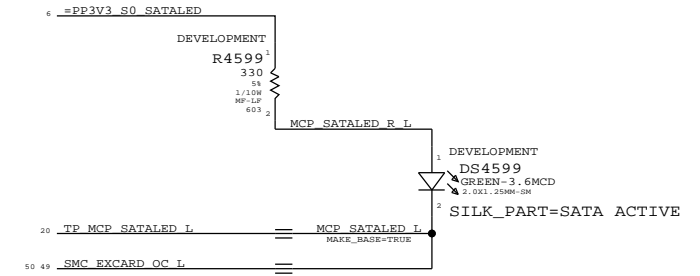 6 =PP3V3_S0_SATALED
DEVELOPMENT
R4599 1
330
5%
1/10W
MF-LF
603 2
MCP_SATALED_R_L
1 DEVELOPMENT
DS4599
GREEN-3.6MCD
2.0X1.25MM-SM
2 SILK_PART=SATA ACTIVE
20 TP_MCP_SATALED_L MCP_SATALED_L
MAKE_BASE=TRUE
50 49 SMC_EXCARD_OC_L